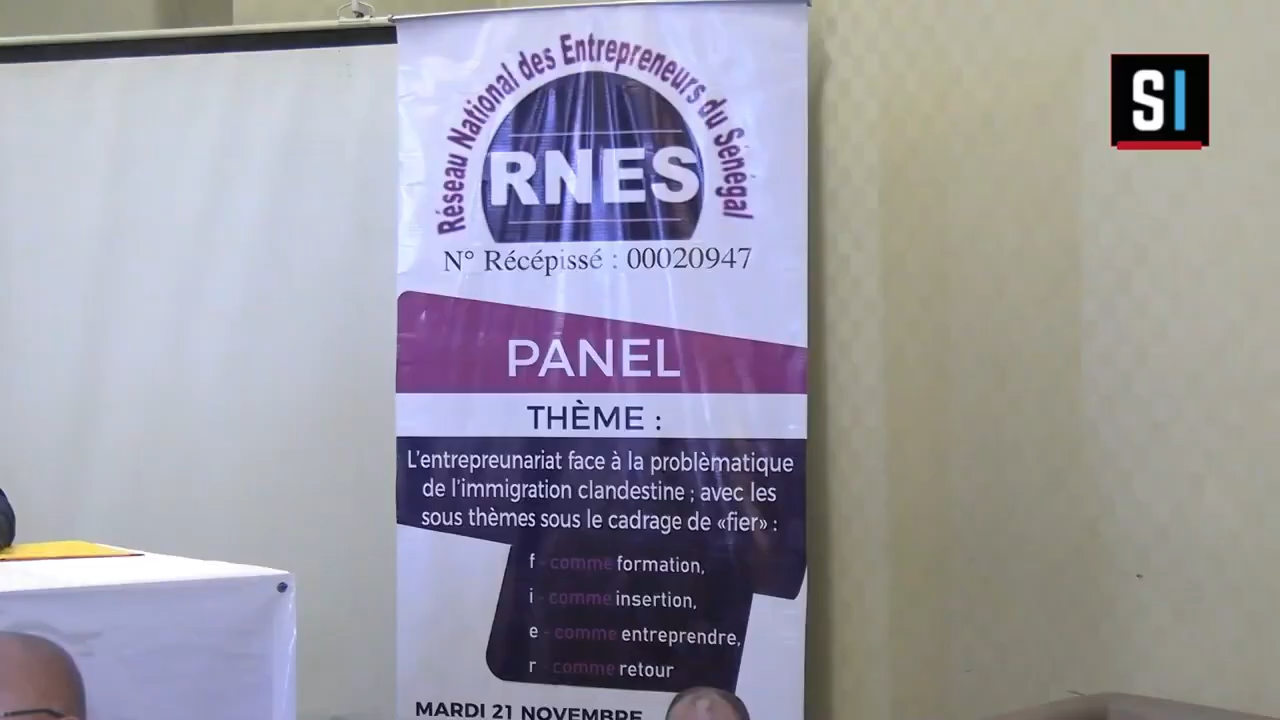 SI
Réseau National des Entrepreneurs du Sénégal
RNES
N° Récépissé : 00020947
PANEL
THÈME :
L'entrepreunariat face à la problèmatique
de l'immigration clandestine ; avec les
sous thèmes sous le cadrage de «fier» :
f - comme formation,
i - comme insertion,
e - comme entreprendre,
r - comme retour
MARDI 21 NOVEMBRE